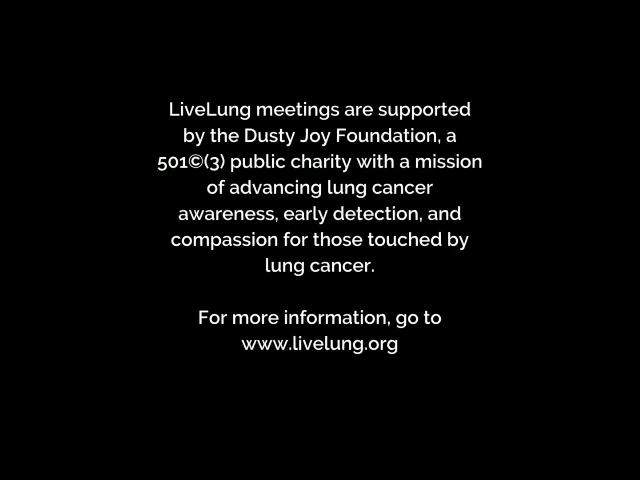 LiveLung meetings are supported
by the Dusty Joy Foundation, a
501©(3) public charity with a mission
of advancing lung cancer
awareness, early detection, and
compassion for those touched by
lung cancer.
For more information, go to
www.livelung.org